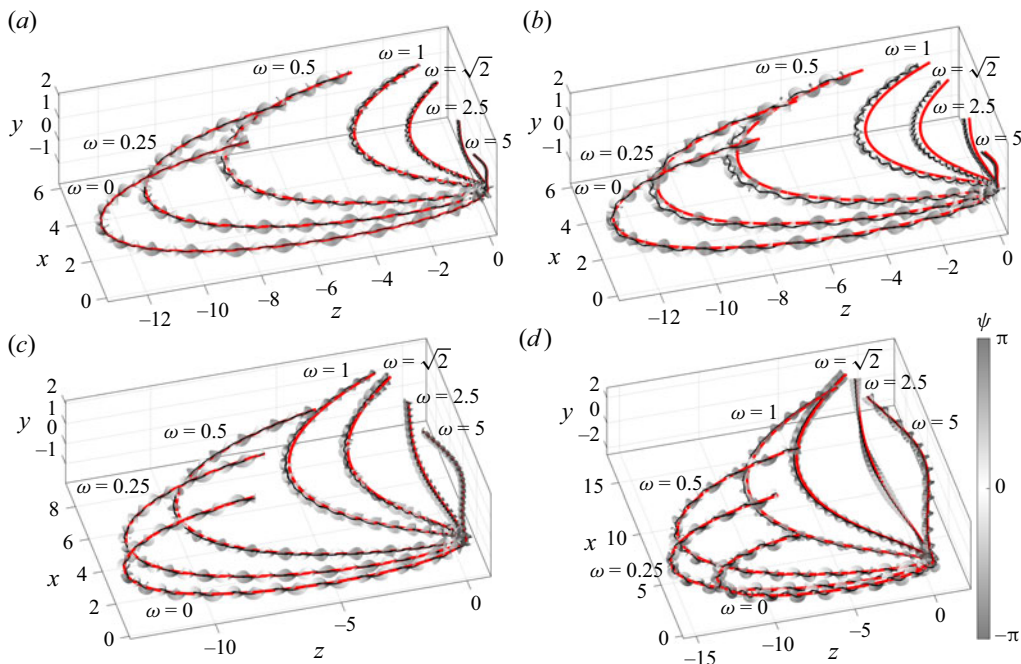 (a)
ω = 1
ω = √2
ω = 0.5
ω = 2.5
ω = 5
ω = 0.25
ω = 0
2
1
0
−1
y
6
4
2
0
x
−12
−10
−8
−6
−4
−2
0
z
(b)
ω = 1
ω = √2
ω = 0.5
ω = 2.5
ω = 5
ω = 0.25
ω = 0
2
1
0
−1
y
6
4
2
0
x
−12
−10
−8
−6
−4
−2
0
z
(c)
ω = √2
ω = 1
ω = 2.5
ω = 0.5
ω = 5
ω = 0.25
ω = 0
2
1
0
−1
y
8
6
4
2
0
x
−10
−5
0
z
(d)
ω = √2
ω = 2.5
ω = 1
ω = 5
ω = 0.5
ω = 0.25
ω = 0
2
0
−2
y
15
10
5
0
x
−15
−10
−5
0
z
ψ
π
0
−π